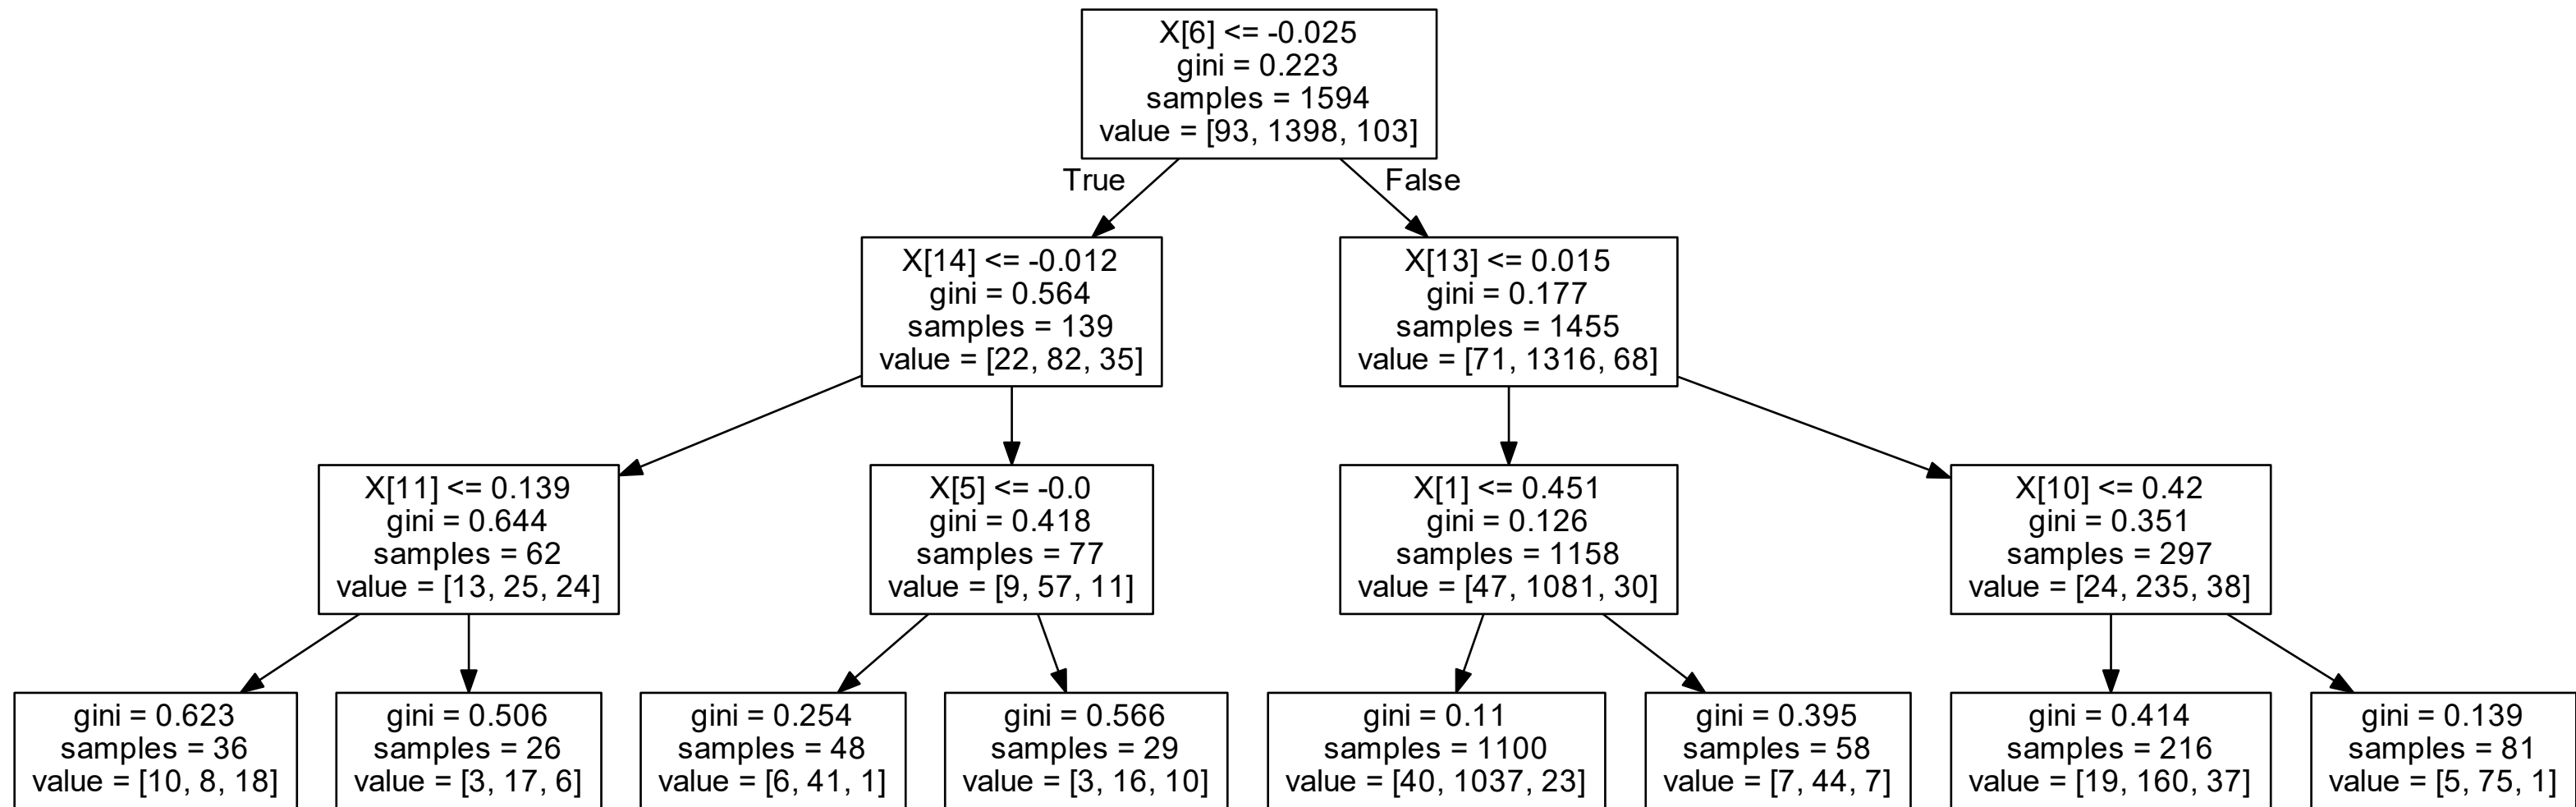 X[6] <= -0.025
gini = 0.223
samples = 1594
value = [93, 1398, 103]
True
False
X[14] <= -0.012
gini = 0.564
samples = 139
value = [22, 82, 35]
X[13] <= 0.015
gini = 0.177
samples = 1455
value = [71, 1316, 68]
X[11] <= 0.139
gini = 0.644
samples = 62
value = [13, 25, 24]
X[5] <= -0.0
gini = 0.418
samples = 77
value = [9, 57, 11]
X[1] <= 0.451
gini = 0.126
samples = 1158
value = [47, 1081, 30]
X[10] <= 0.42
gini = 0.351
samples = 297
value = [24, 235, 38]
gini = 0.623
samples = 36
value = [10, 8, 18]
gini = 0.506
samples = 26
value = [3, 17, 6]
gini = 0.254
samples = 48
value = [6, 41, 1]
gini = 0.566
samples = 29
value = [3, 16, 10]
gini = 0.11
samples = 1100
value = [40, 1037, 23]
gini = 0.395
samples = 58
value = [7, 44, 7]
gini = 0.414
samples = 216
value = [19, 160, 37]
gini = 0.139
samples = 81
value = [5, 75, 1]